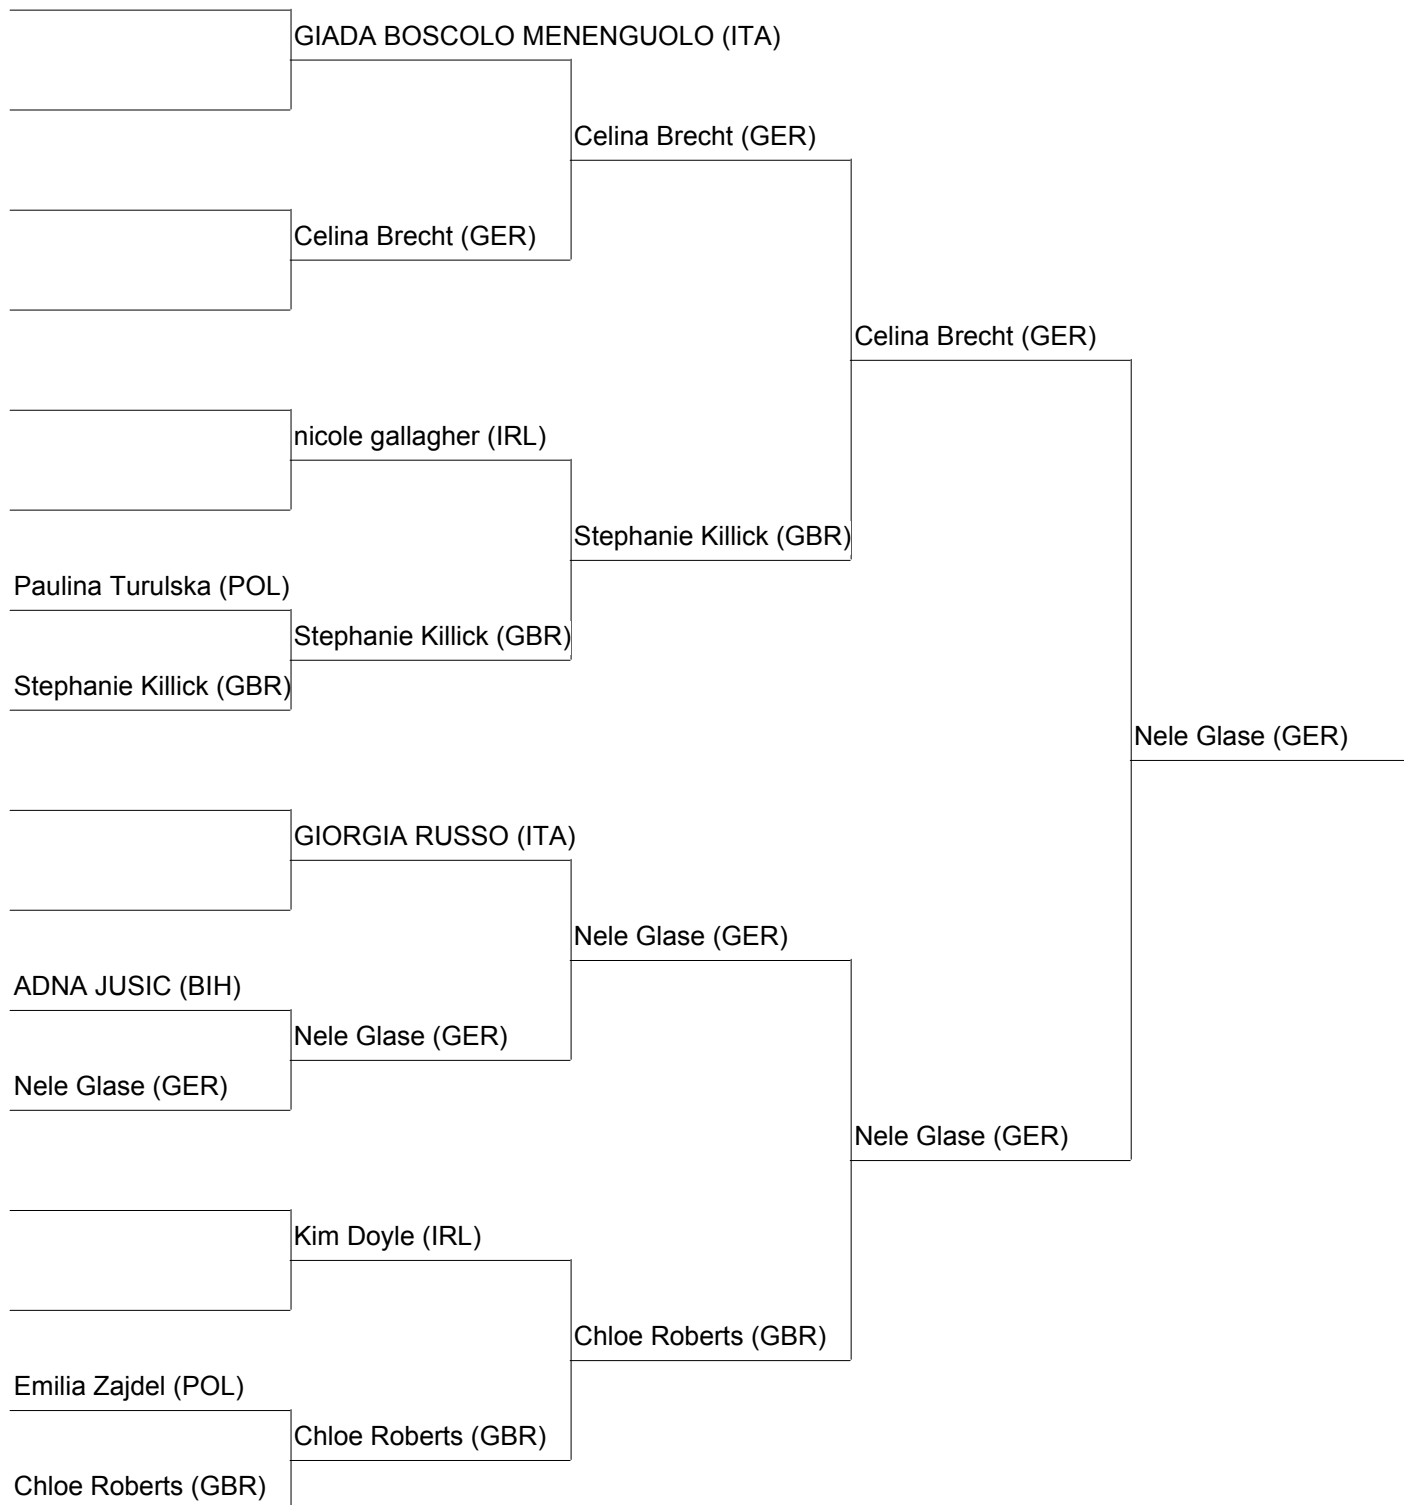 GIADA BOSCOLO MENENGUOLO (ITA)
Celina Brecht (GER)
Celina Brecht (GER)
Celina Brecht (GER)
nicole gallagher (IRL)
Stephanie Killick (GBR)
Paulina Turulska (POL)
Stephanie Killick (GBR)
Stephanie Killick (GBR)
Nele Glase (GER)
GIORGIA RUSSO (ITA)
Nele Glase (GER)
ADNA JUSIC (BIH)
Nele Glase (GER)
Nele Glase (GER)
Nele Glase (GER)
Kim Doyle (IRL)
Chloe Roberts (GBR)
Emilia Zajdel (POL)
Chloe Roberts (GBR)
Chloe Roberts (GBR)